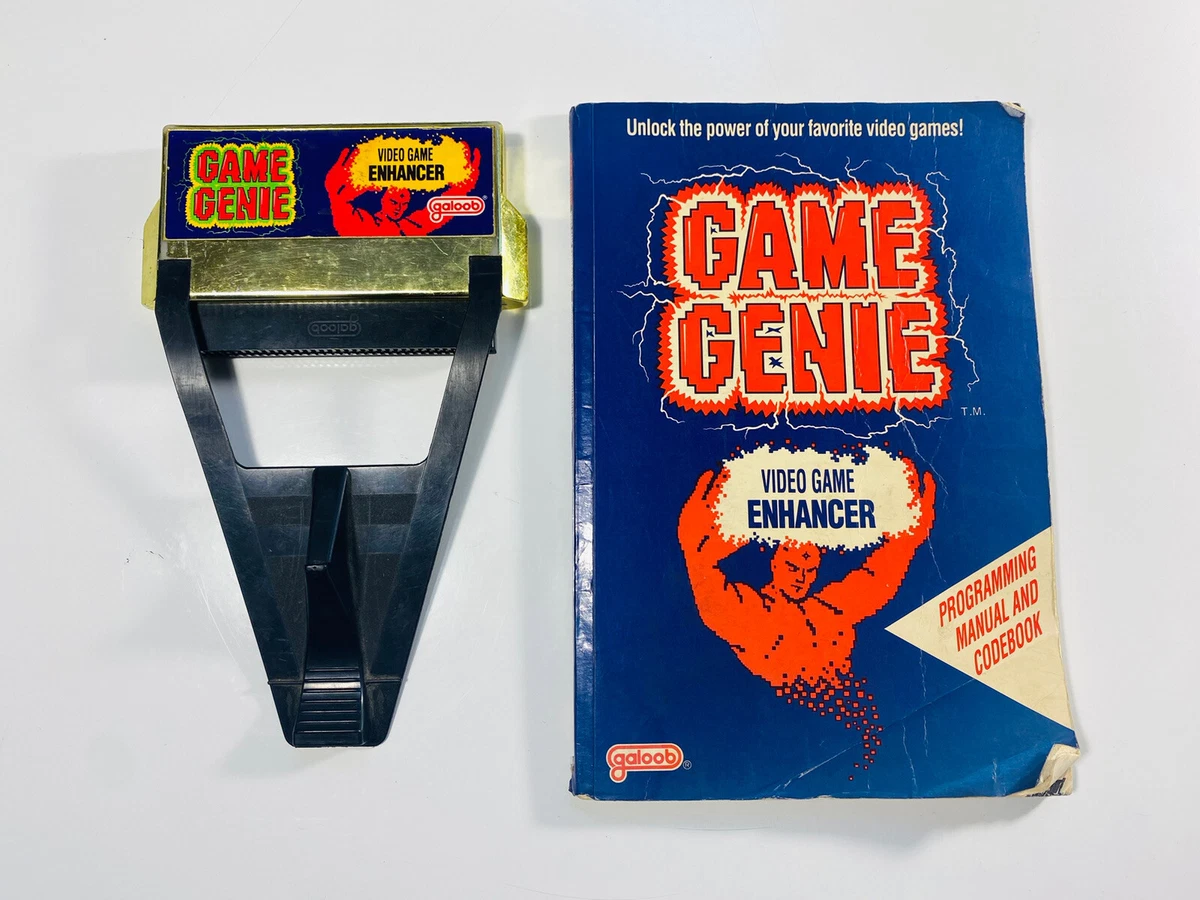 GAME
GENIE
VIDEO GAME
ENHANCER
galoob®
galoob
Unlock the power of your favorite video games!
GAME
GENIE
T.M.
VIDEO GAME
ENHANCER
PROGRAMMING
MANUAL AND
CODEBOOK
galoob®